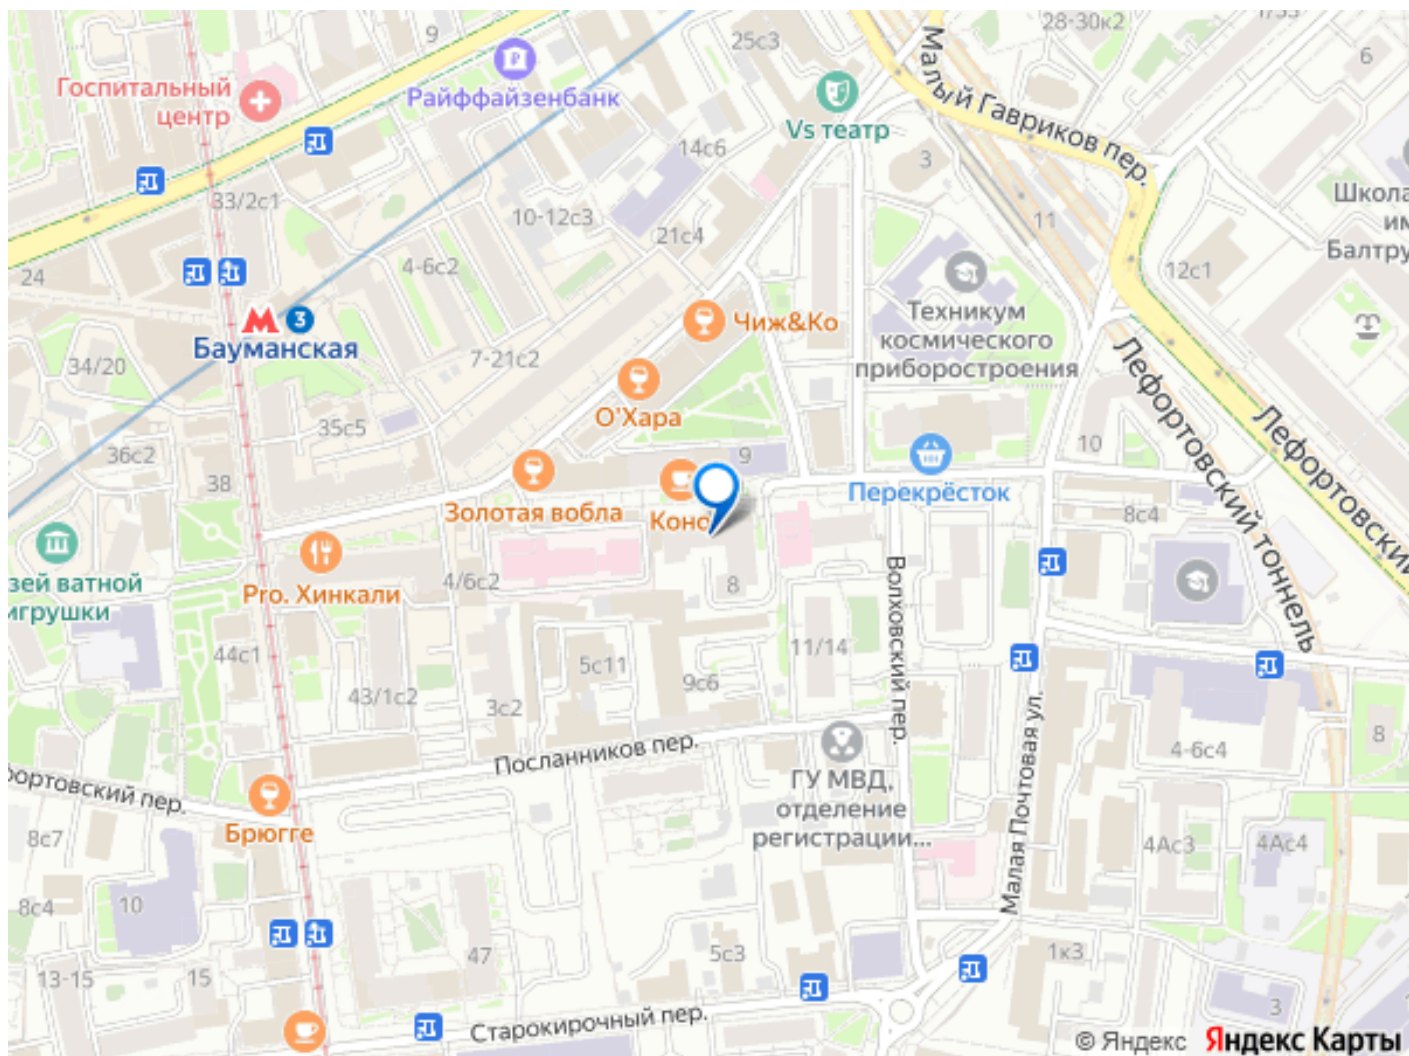 9
25с3
28-30к2
6
Госпитальный
центр
Райффайзенбанк
Vs театр
Малый Гавриков пер.
14с6
3
33/2с1
10-12с3
21с4
11
Школа
им
Балтру
24
4-6с2
12с1
3
Бауманская
Чиж&Ко
Техникум
космического
приборостроения
34/20
7-21с2
О'Хара
Лефортовский тоннель
Лефортовский
35с5
36с2
38
9
10
Золотая вобла
Коно
Перекрёсток
8с4
зей ватной
игрушки
Pro. Хинкали
4/6с2
8
Волховский пер.
44с1
43/1с2
5с11
3с2
9с6
11/14
Посланников пер.
Малая Почтовая ул.
4-6с4
8
ГУ МВД,
отделение
регистрации...
ортовский пер.
Брюгге
8с7
4Ас3
4Ас4
8с4
10
47
5с3
1к3
13-15
15
3
Старокирочный пер.
© Яндекс Яндекс Карты